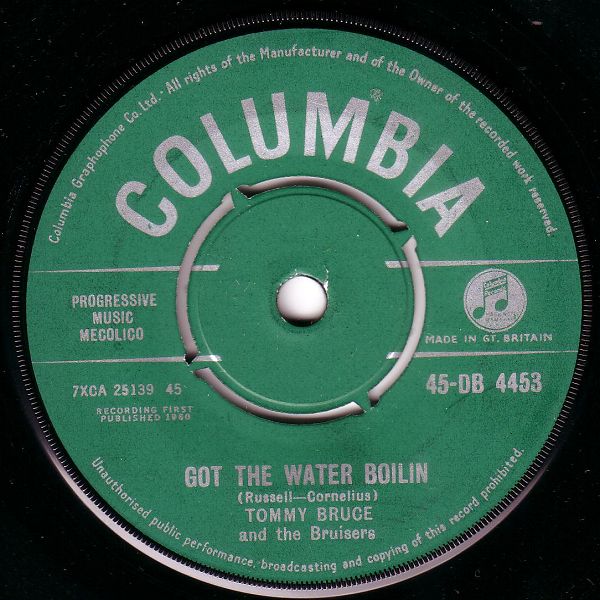 Columbia Graphophone Co. Ltd. · All rights of the Manufacturer and of the Owner of the recorded work reserved.
COLUMBIA
PROGRESSIVE
MUSIC
MECOLICO
MADE IN GT. BRITAIN
7XCA 25139 45
45-DB 4453
RECORDING FIRST
PUBLISHED 1960
GOT THE WATER BOILIN
(Russell—Cornelius)
TOMMY BRUCE
and the Bruisers
Unauthorised public performance, broadcasting and copying of this record prohibited.